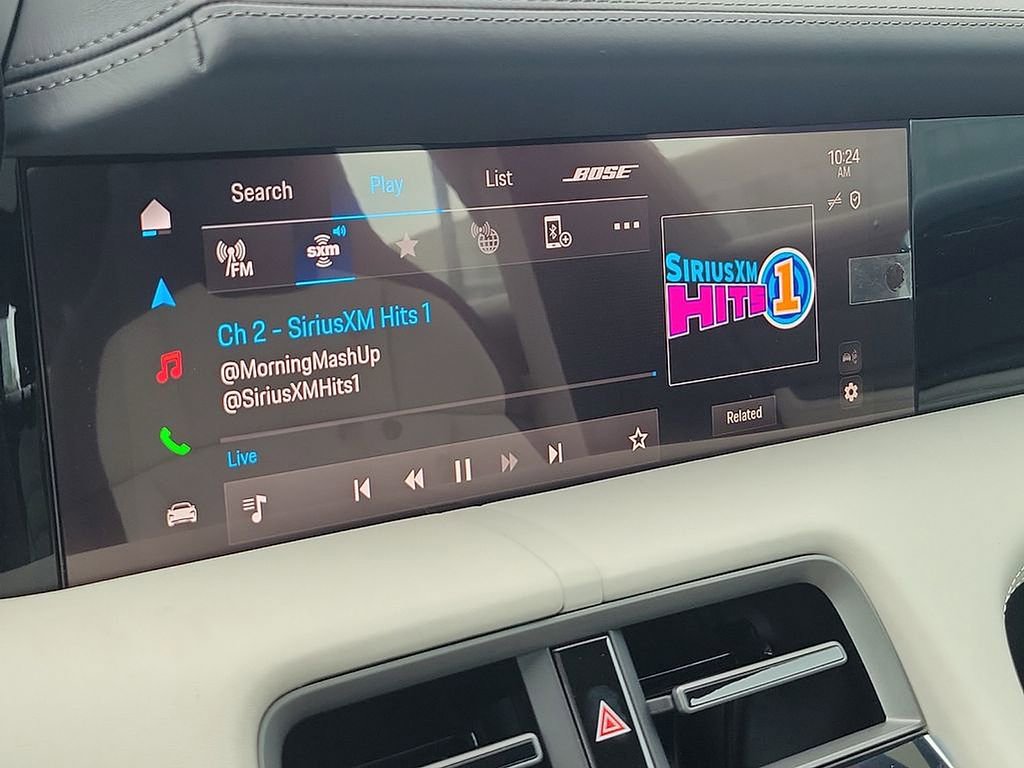 Search
Play
List
BOSE
10:24
AM
FM
sxm
Ch 2 - SiriusXM Hits 1
@MorningMashUp
@SiriusXMHits1
SIRIUSXM
HITS 1
Live
Related